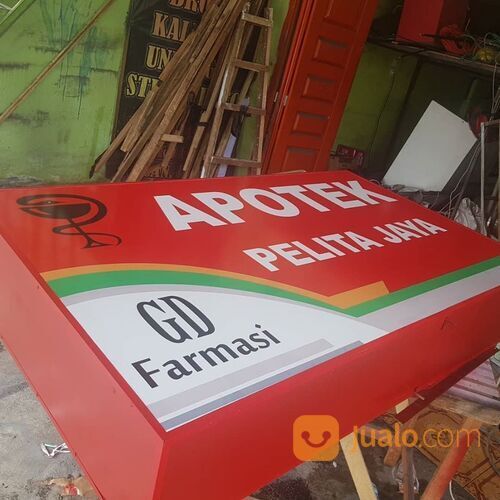 APOTEK
PELITA JAYA
GD
Farmasi
jualo.com